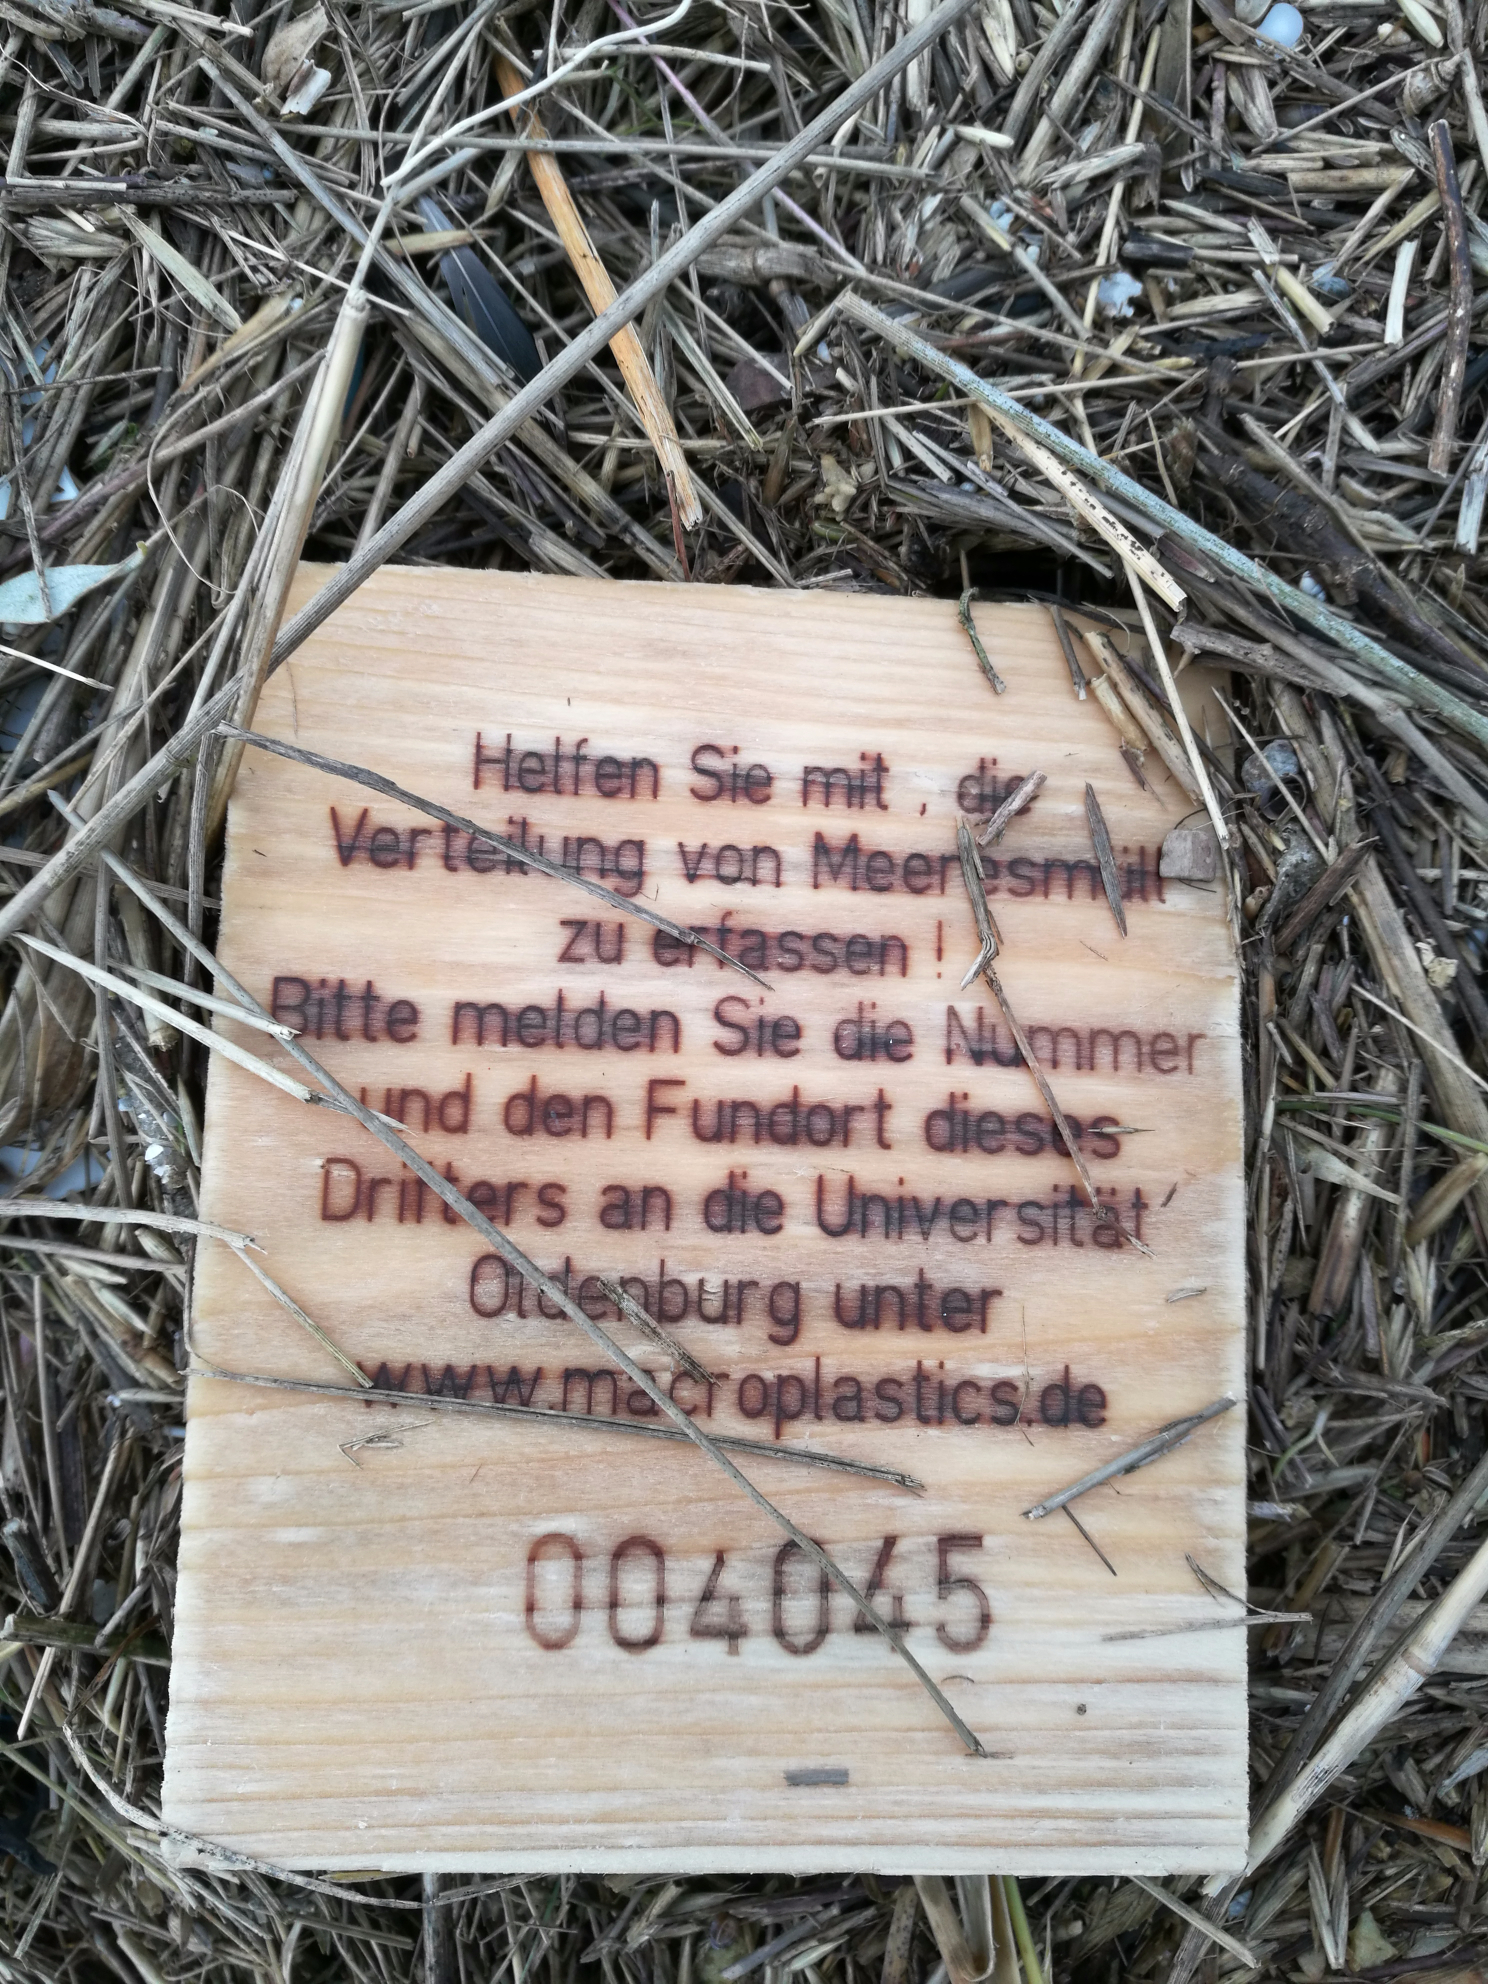 Helfen Sie mit , die
Verteilung von Meeresmüll
zu erfassen !
Bitte melden Sie die Nummer
und den Fundort dieses
Drifters an die Universität
Oldenburg unter
www.macroplastics.de
004045